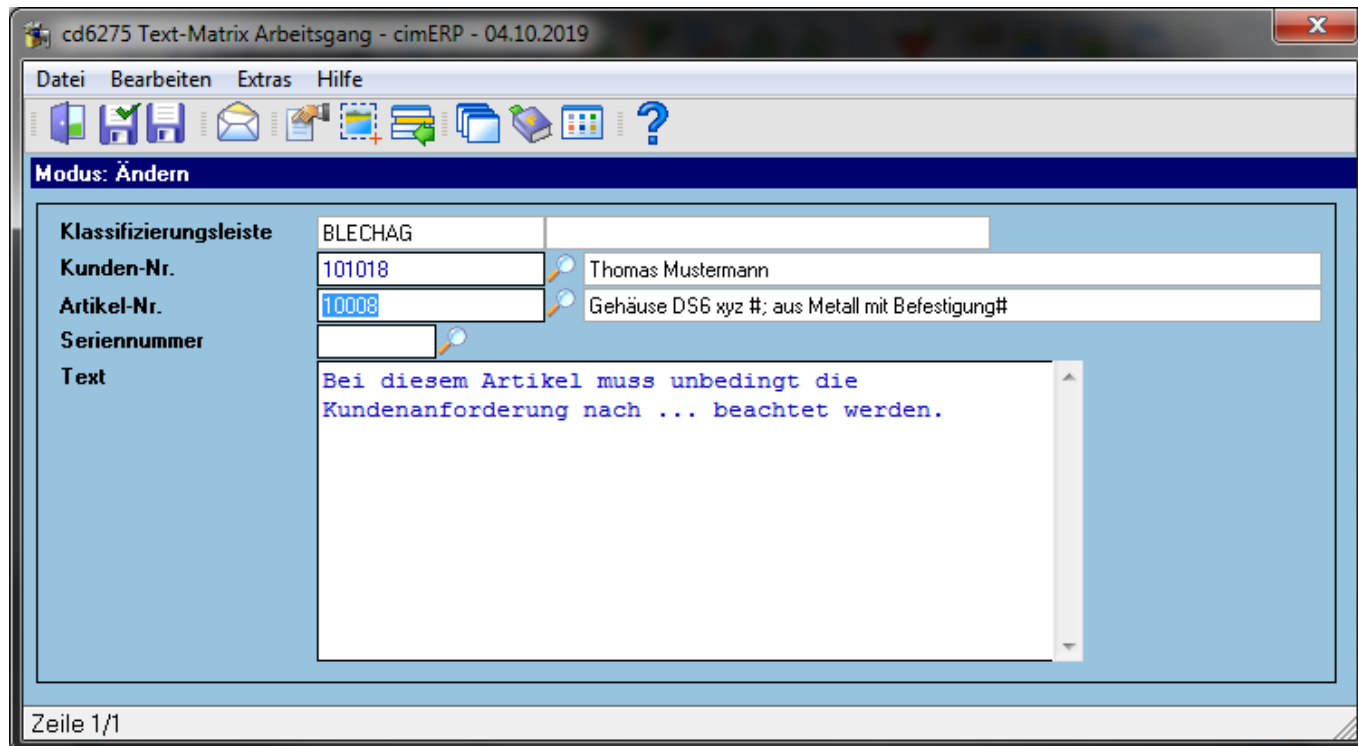 cd6275 Text-Matrix Arbeitsgang - cimERP - 04.10.2019
Datei Bearbeiten Extras Hilfe
Modus: Ändern
Klassifizierungsleiste BLECHAG
Kunden-Nr. 101018 Thomas Mustermann
Artikel-Nr. 10008 Gehäuse DS6 xyz #; aus Metall mit Befestigung#
Seriennummer
Text Bei diesem Artikel muss unbedingt die
Kundenanforderung nach ... beachtet werden.
Zeile 1/1